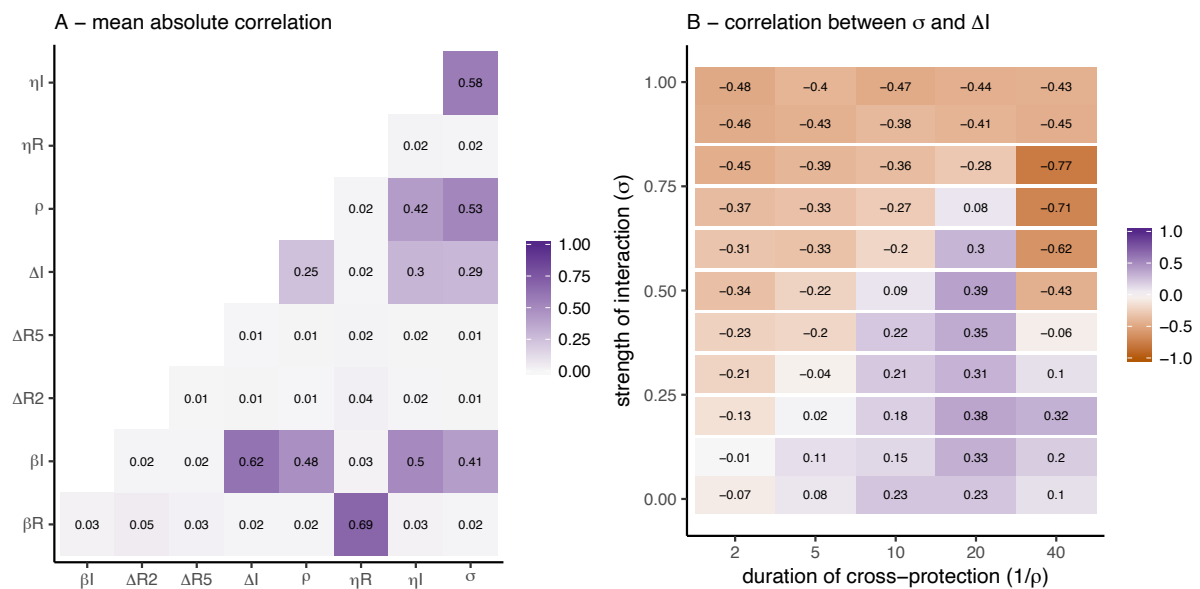 A − mean absolute correlation
ηI 0.58
ηR 0.02 0.02
ρ 0.02 0.42 0.53
ΔI 0.25 0.02 0.3 0.29
ΔR5 0.01 0.01 0.02 0.02 0.01
ΔR2 0.01 0.01 0.01 0.04 0.02 0.01
βI 0.02 0.02 0.62 0.48 0.03 0.5 0.41
βR 0.03 0.05 0.03 0.02 0.02 0.69 0.03 0.02
βI ΔR2 ΔR5 ΔI ρ ηR ηI σ
1.00
0.75
0.50
0.25
0.00
B − correlation between σ and ΔI
strength of interaction (σ)
1.00
0.75
0.50
0.25
0.00
−0.48 −0.4 −0.47 −0.44 −0.43
−0.46 −0.43 −0.38 −0.41 −0.45
−0.45 −0.39 −0.36 −0.28 −0.77
−0.37 −0.33 −0.27 0.08 −0.71
−0.31 −0.33 −0.2 0.3 −0.62
−0.34 −0.22 0.09 0.39 −0.43
−0.23 −0.2 0.22 0.35 −0.06
−0.21 −0.04 0.21 0.31 0.1
−0.13 0.02 0.18 0.38 0.32
−0.01 0.11 0.15 0.33 0.2
−0.07 0.08 0.23 0.23 0.1
2 5 10 20 40
duration of cross−protection (1/ρ)
1.0
0.5
0.0
−0.5
−1.0